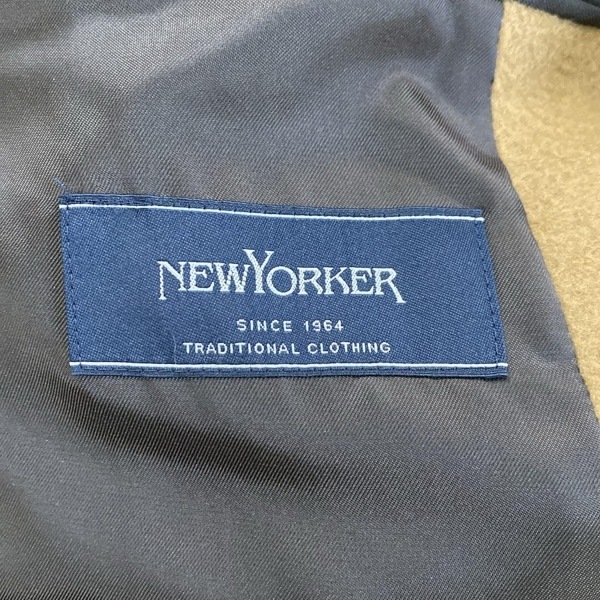 NEWYORKER
SINCE 1964
TRADITIONAL CLOTHING